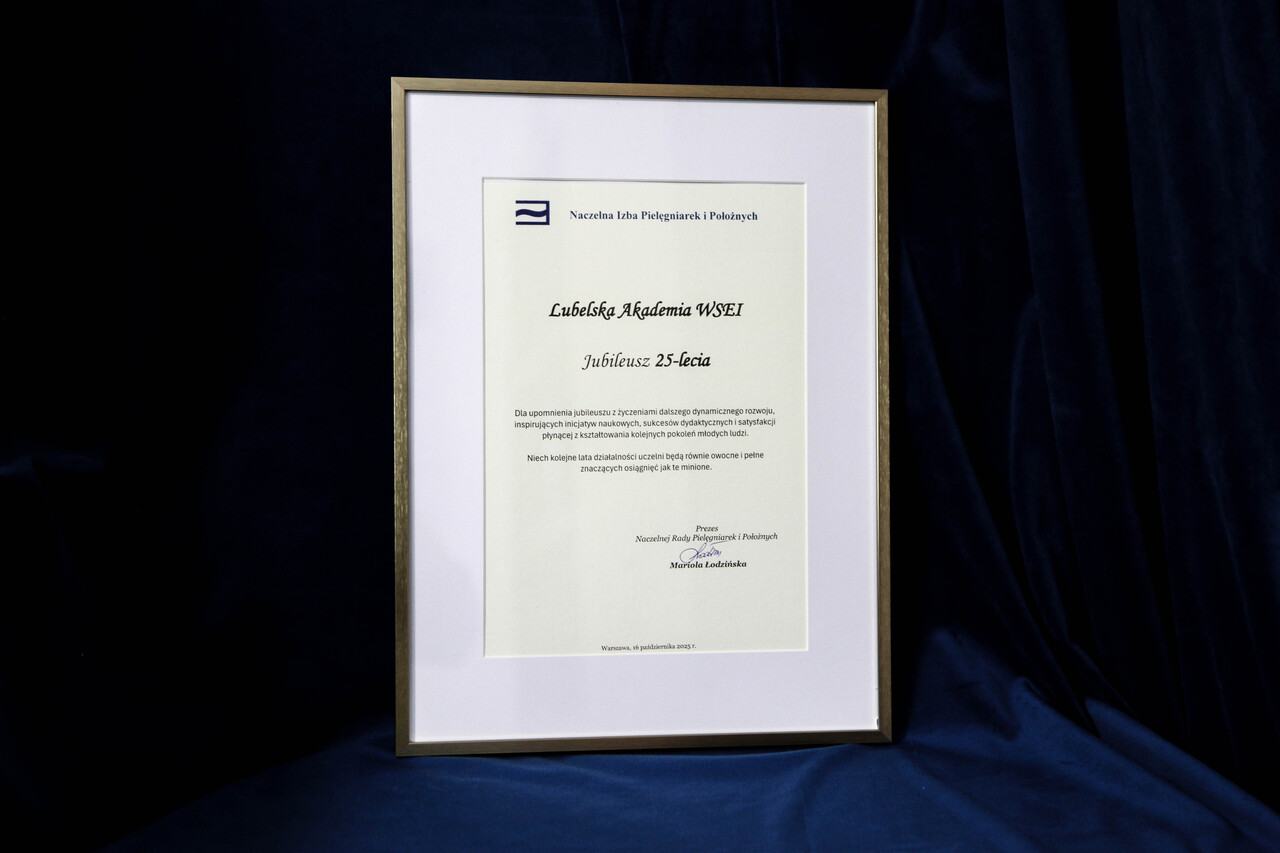 Naczelna Izba Pielęgniarek i Położnych
Lubelska Akademia WSEI
Jubileusz 25-lecia
Dla upomnienia jubileuszu z życzeniami dalszego dynamicznego rozwoju,
inspirujących inicjatyw naukowych, sukcesów dydaktycznych i satysfakcji
płynącej z kształtowania kolejnych pokoleń młodych ludzi.
Niech kolejne lata działalności uczelni będą równie owocne i pełne
znaczących osiągnięć jak te minione.
Prezes
Naczelnej Rady Pielęgniarek i Położnych
Mariola Łodzińska
Warszawa, 16 października 2025 r.